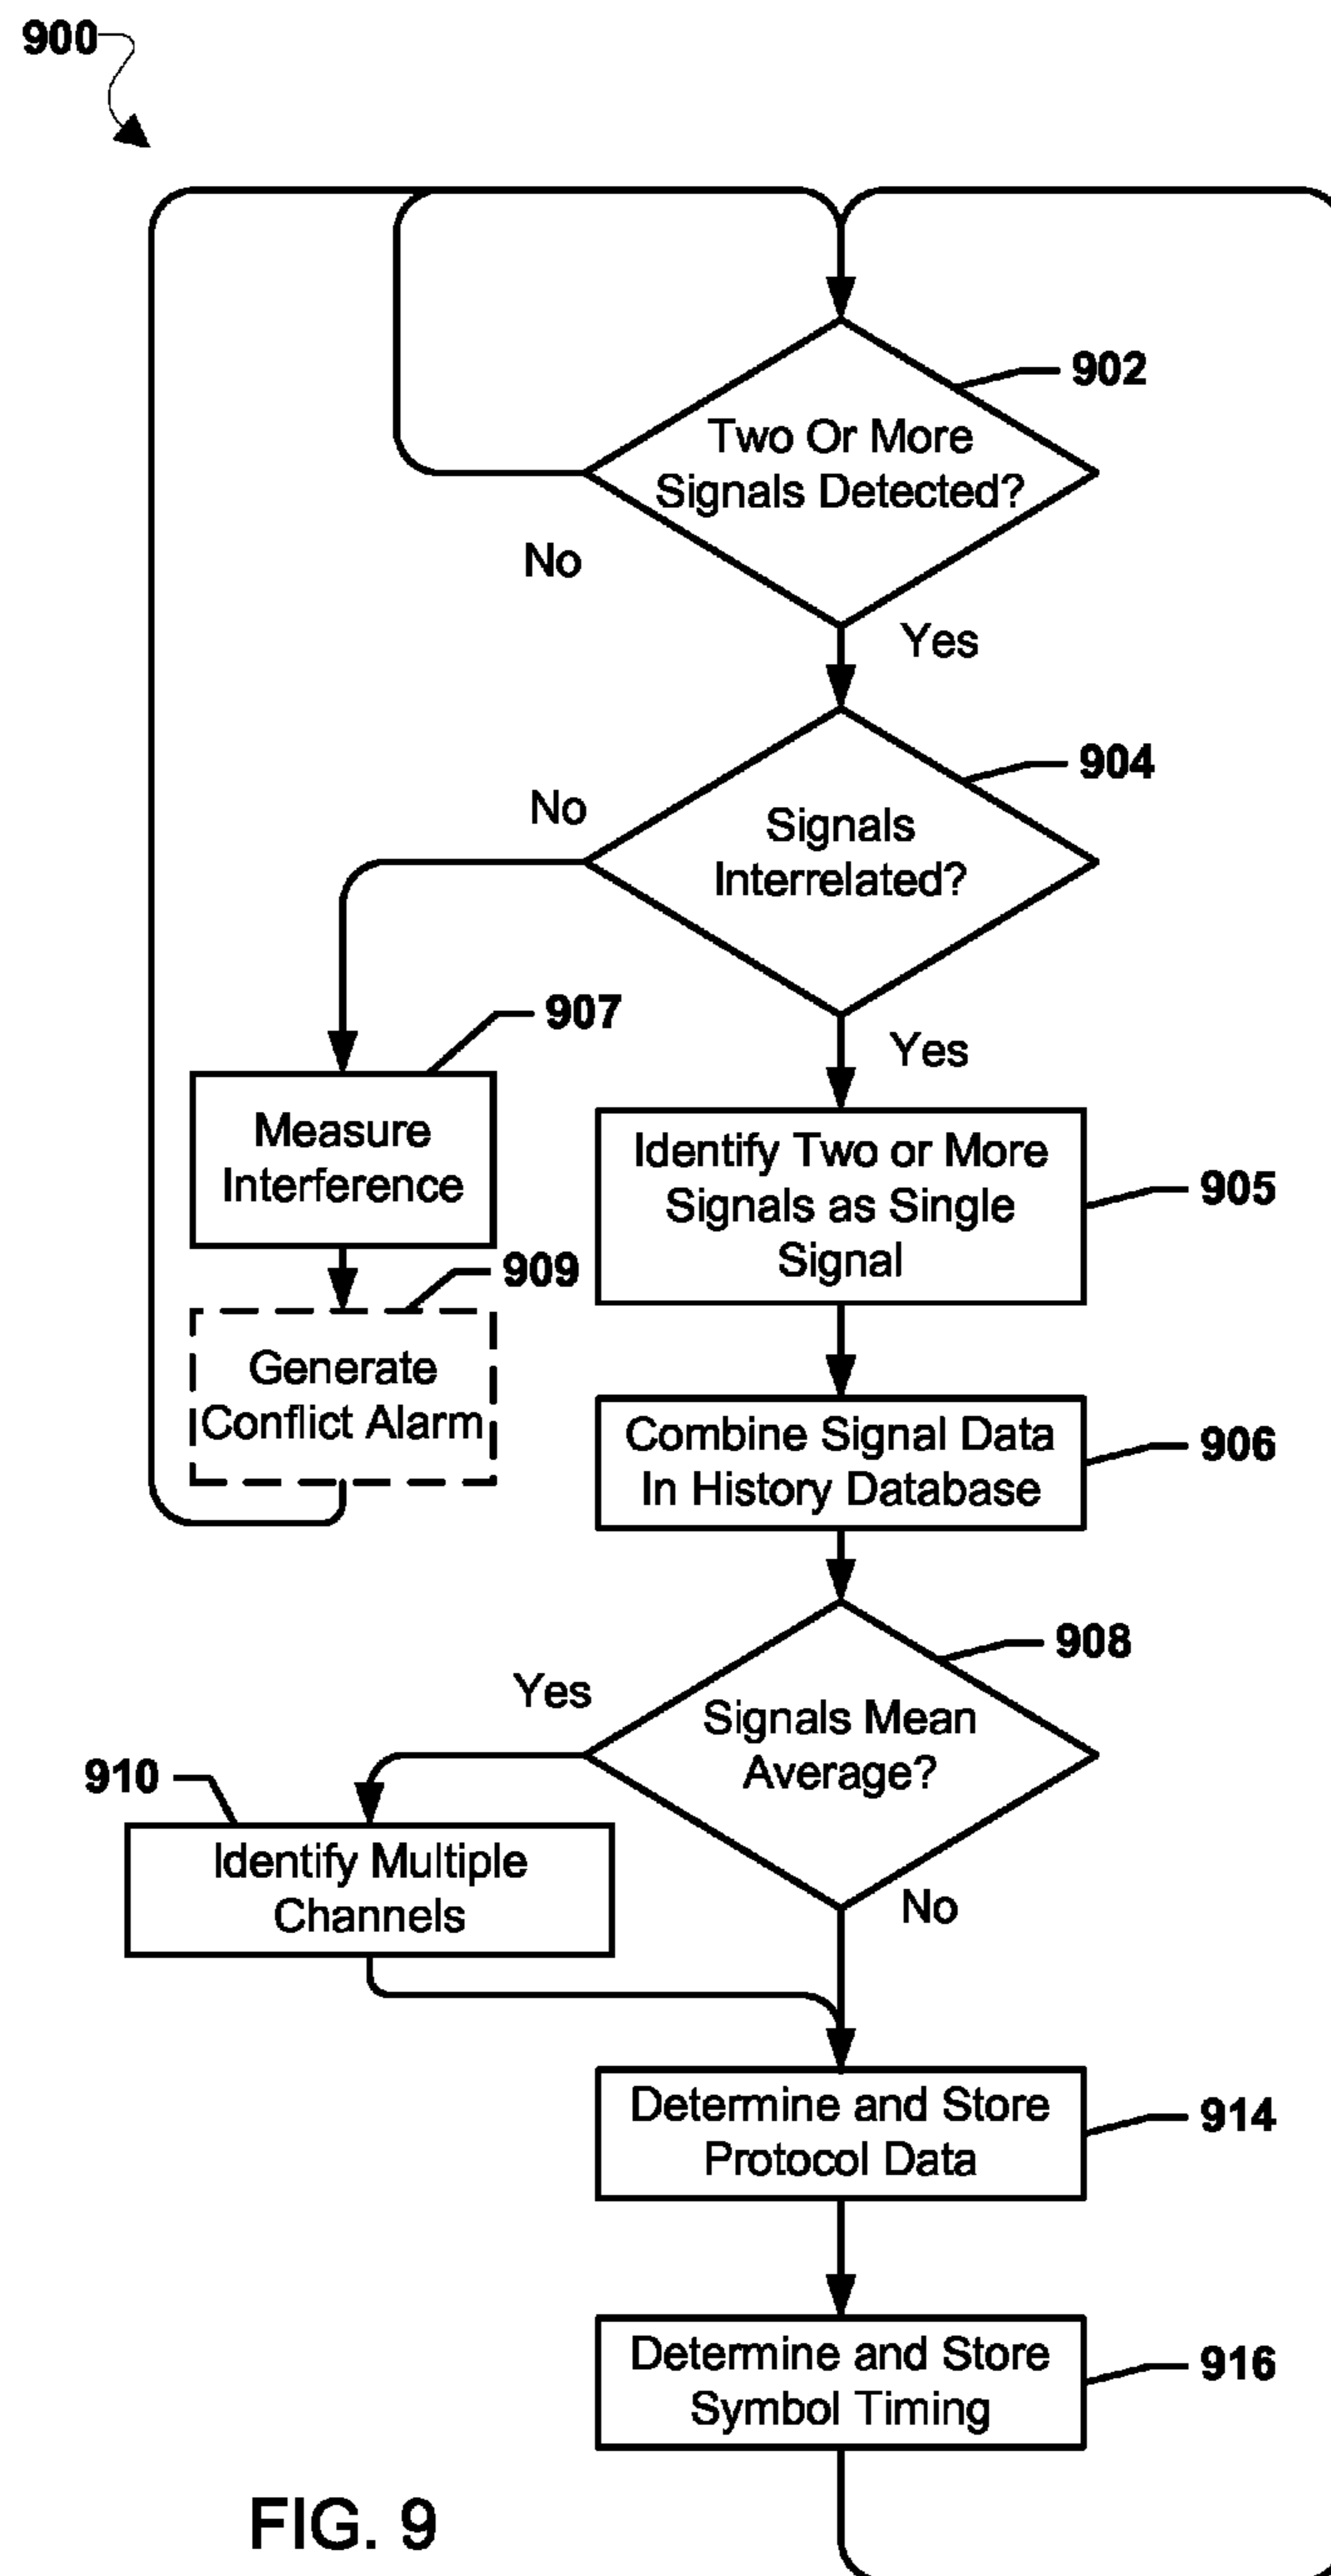 900
902
Two Or More
Signals Detected?
No
Yes
904
No
Signals
Interrelated?
Yes
907
Measure
Interference
Identify Two or More
Signals as Single
Signal
905
909
Generate
Conflict Alarm
Combine Signal Data
In History Database
906
908
Yes
Signals Mean
Average?
910
Identify Multiple
Channels
No
Determine and Store
Protocol Data
914
Determine and Store
Symbol Timing
916
FIG. 9